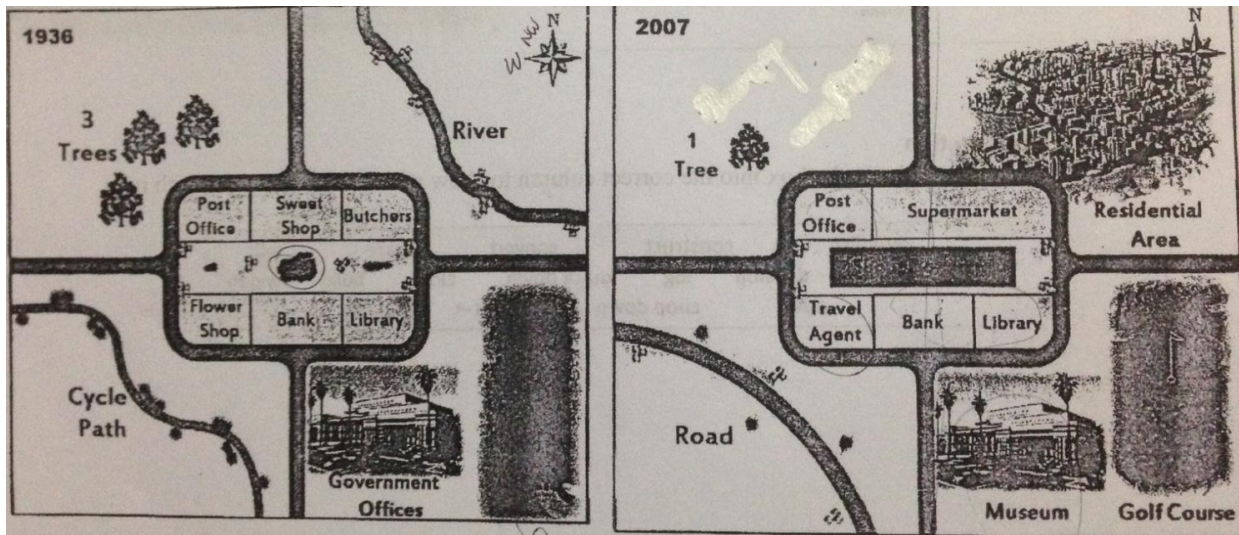 1936
N
W NW
3
Trees
River
Post
Office
Sweet
Shop
Butchers
Flower
Shop
Bank
Library
Cycle
Path
Government
Offices
2007
N
1
Tree
Post
Office
Supermarket
Residential
Area
Travel
Agent
Bank
Library
Road
Museum
Golf Course